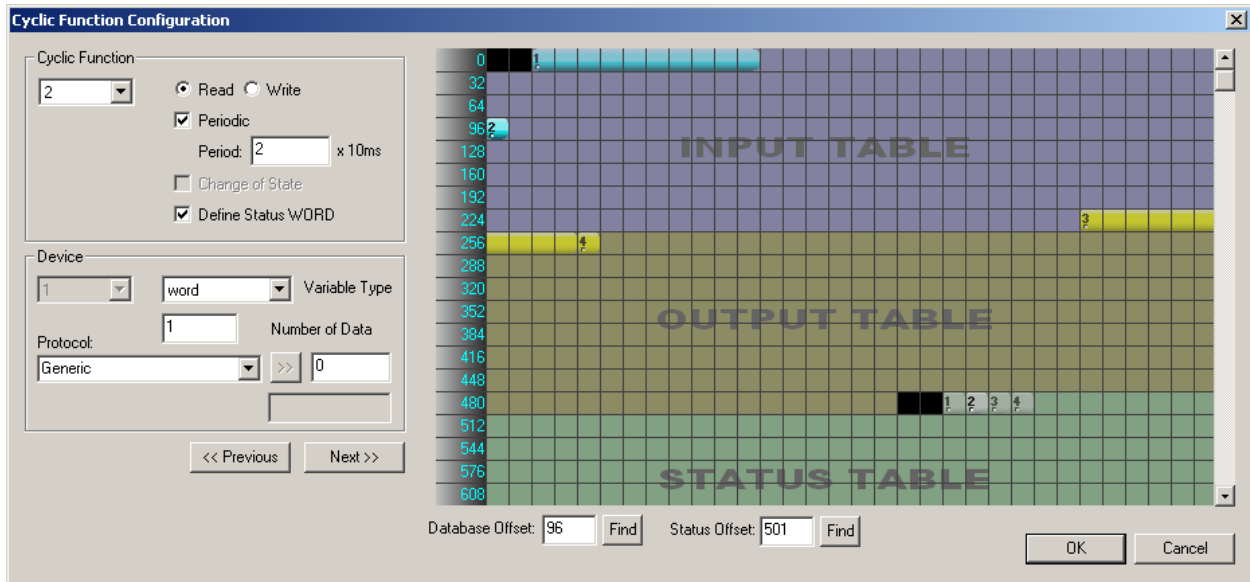 Cyclic Function Configuration
Cyclic Function
2
Read
Write
Periodic
Period: 2 x 10ms
Change of State
Define Status WORD
Device
1
word
Variable Type
1
Number of Data
Protocol:
Generic
>>
0
<< Previous
Next >>
0
1
32
64
96
2
128
160
192
224
3
256
4
288
320
352
384
416
448
480
1 2 3 4
512
544
576
608
INPUT TABLE
OUTPUT TABLE
STATUS TABLE
Database Offset: 96 Find
Status Offset: 501 Find
OK
Cancel